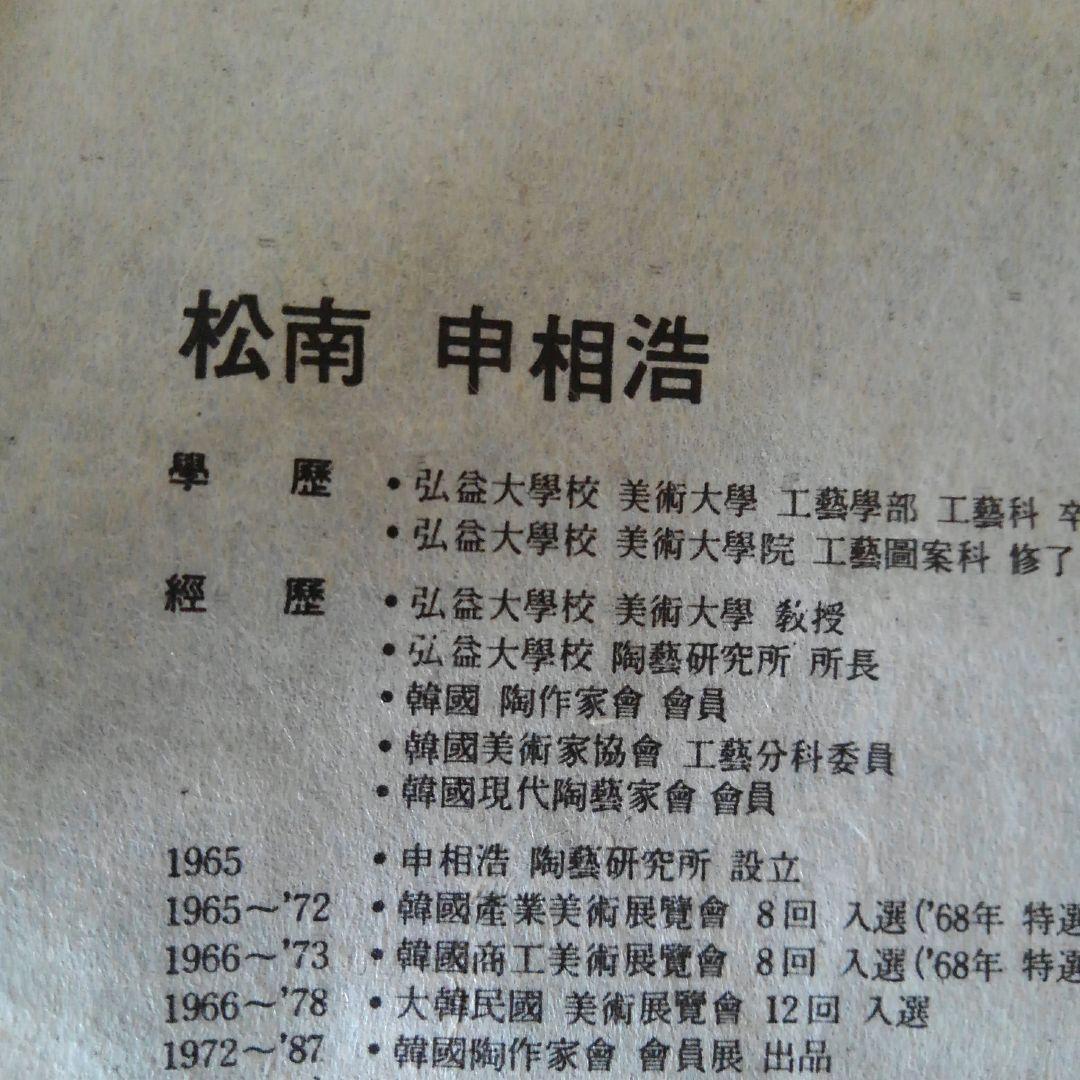 松南 申相浩
學 歷 • 弘益大學校 美術大學 工藝學部 工藝科 卒
• 弘益大學校 美術大學院 工藝圖案科 修了
經 歷 • 弘益大學校 美術大學 敎授
• 弘益大學校 陶藝研究所 所長
• 韓國 陶作家會 會員
• 韓國美術家協會 工藝分科委員
• 韓國現代陶藝家會 會員
1965 • 申相浩 陶藝研究所 設立
1965～'72 • 韓國產業美術展覽會 8回 入選('68年 特選
1966～'73 • 韓國商工美術展覽會 8回 入選('68年 特選
1966～'78 • 大韓民國 美術展覽會 12回 入選
1972～'87 • 韓國陶作家會 會員展 出品